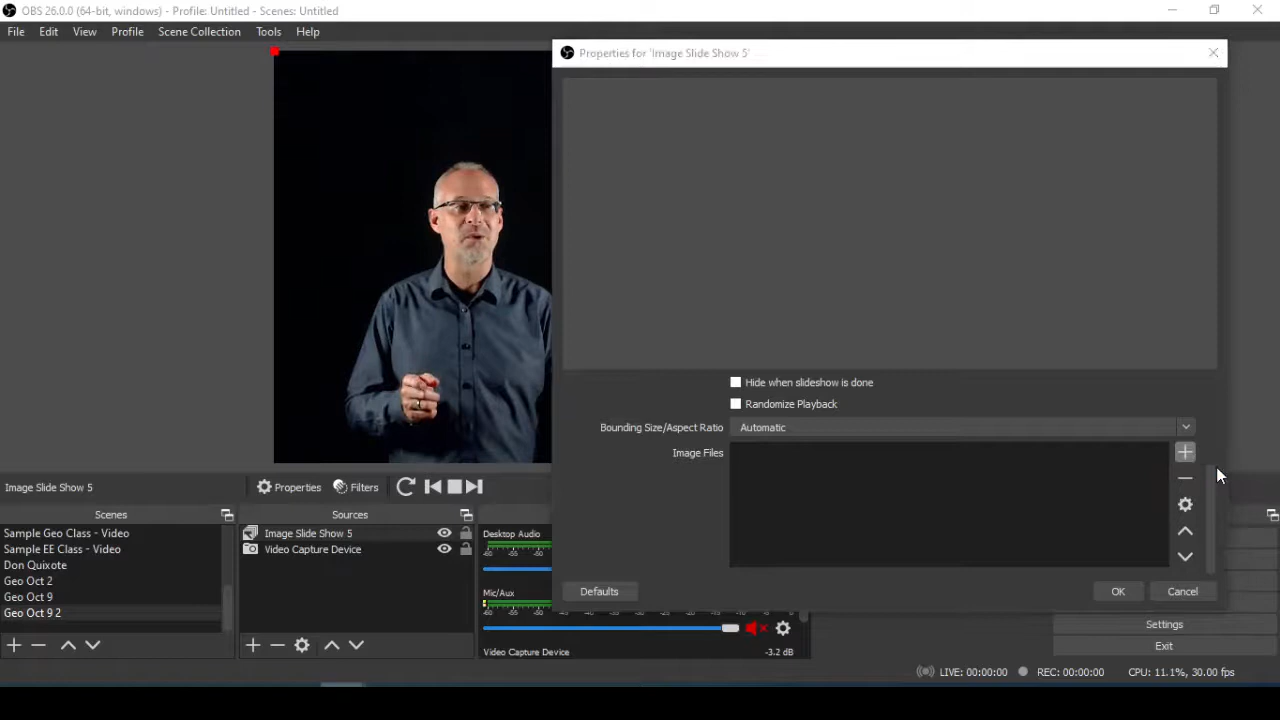 OBS 26.0.0 (64-bit, windows) - Profile: Untitled - Scenes: Untitled
File Edit View Profile Scene Collection Tools Help
Properties for 'Image Slide Show 5'
Hide when slideshow is done
Randomize Playback
Bounding Size/Aspect Ratio Automatic
Image Files
Defaults OK Cancel
Image Slide Show 5 Properties Filters
Scenes
Sample Geo Class - Video
Sample EE Class - Video
Don Quixote
Geo Oct 2
Geo Oct 9
Geo Oct 9 2
Sources
Image Slide Show 5
Video Capture Device
Desktop Audio
Mic/Aux
Video Capture Device -3.2 dB
Settings
Exit
LIVE: 00:00:00 REC: 00:00:00 CPU: 11.1%, 30.00 fps